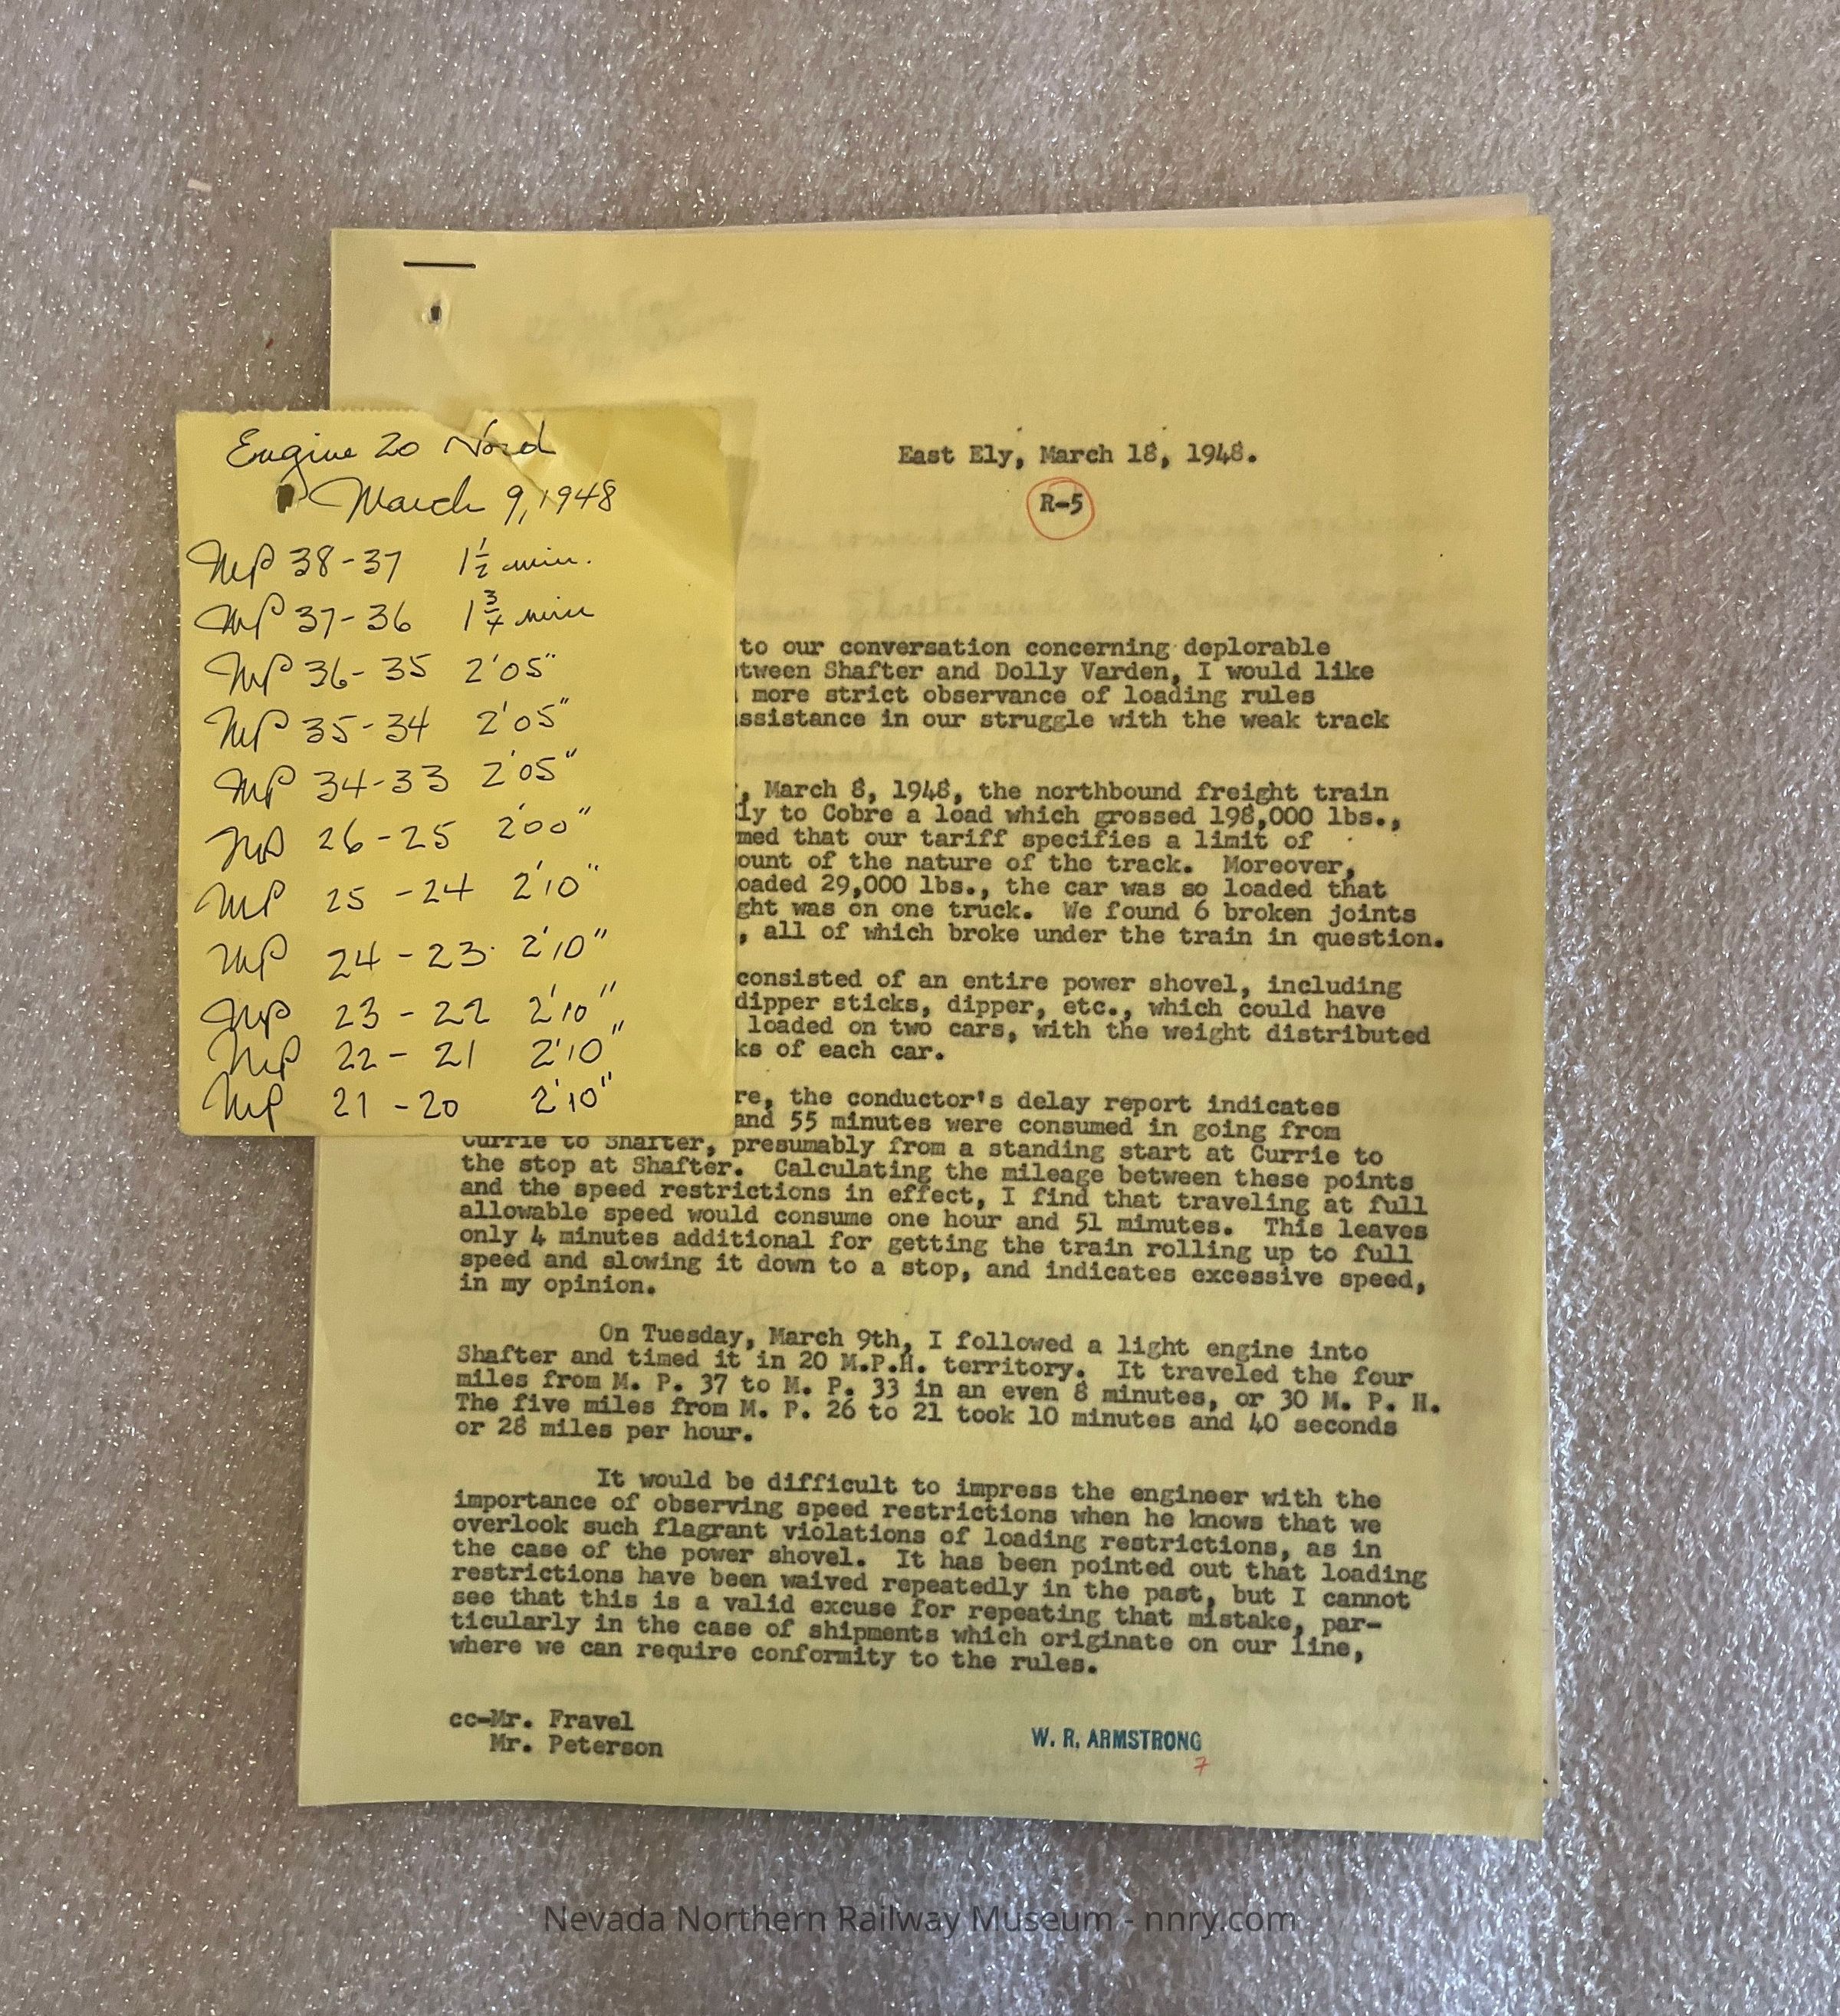 Engine 20 Nord
March 9, 1948
MP 38-37 1 1/2 min.
MP 37-36 1 3/4 min
MP 36-35 2'05"
MP 35-34 2'05"
MP 34-33 2'05"
MP 26-25 2'00"
MP 25-24 2'10"
MP 24-23 2'10"
MP 23-22 2'10"
MP 22-21 2'10"
MP 21-20 2'10"
East Ely, March 18, 1948.
R-5
to our conversation concerning deplorable
tween Shafter and Dolly Varden, I would like
more strict observance of loading rules
ssistance in our struggle with the weak track
, March 8, 1948, the northbound freight train
ly to Cobre a load which grossed 198,000 lbs.,
med that our tariff specifies a limit of
ount of the nature of the track. Moreover,
oaded 29,000 lbs., the car was so loaded that
ght was on one truck. We found 6 broken joints
, all of which broke under the train in question.
consisted of an entire power shovel, including
dipper sticks, dipper, etc., which could have
loaded on two cars, with the weight distributed
ks of each car.
re, the conductor's delay report indicates
and 55 minutes were consumed in going from
Currie to Shafter, presumably from a standing start at Currie to
the stop at Shafter. Calculating the mileage between these points
and the speed restrictions in effect, I find that traveling at full
allowable speed would consume one hour and 51 minutes. This leaves
only 4 minutes additional for getting the train rolling up to full
speed and slowing it down to a stop, and indicates excessive speed,
in my opinion.
On Tuesday, March 9th, I followed a light engine into
Shafter and timed it in 20 M.P.H. territory. It traveled the four
miles from M. P. 37 to M. P. 33 in an even 8 minutes, or 30 M. P. H.
The five miles from M. P. 26 to 21 took 10 minutes and 40 seconds
or 28 miles per hour.
It would be difficult to impress the engineer with the
importance of observing speed restrictions when he knows that we
overlook such flagrant violations of loading restrictions, as in
the case of the power shovel. It has been pointed out that loading
restrictions have been waived repeatedly in the past, but I cannot
see that this is a valid excuse for repeating that mistake, par-
ticularly in the case of shipments which originate on our line,
where we can require conformity to the rules.
cc-Mr. Fravel
Mr. Peterson
W. R. ARMSTRONG
7
Nevada Northern Railway Museum - nnry.com